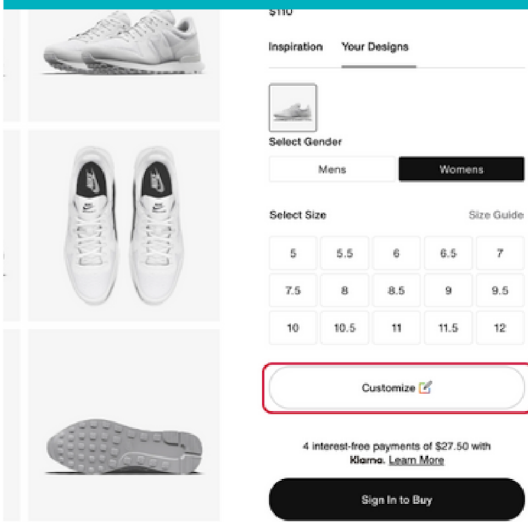 $110
Inspiration Your Designs
Select Gender
Mens Womens
Select Size Size Guide
5 5.5 6 6.5 7
7.5 8 8.5 9 9.5
10 10.5 11 11.5 12
Customize
4 interest-free payments of $27.50 with
Klarna. Learn More
Sign In to Buy